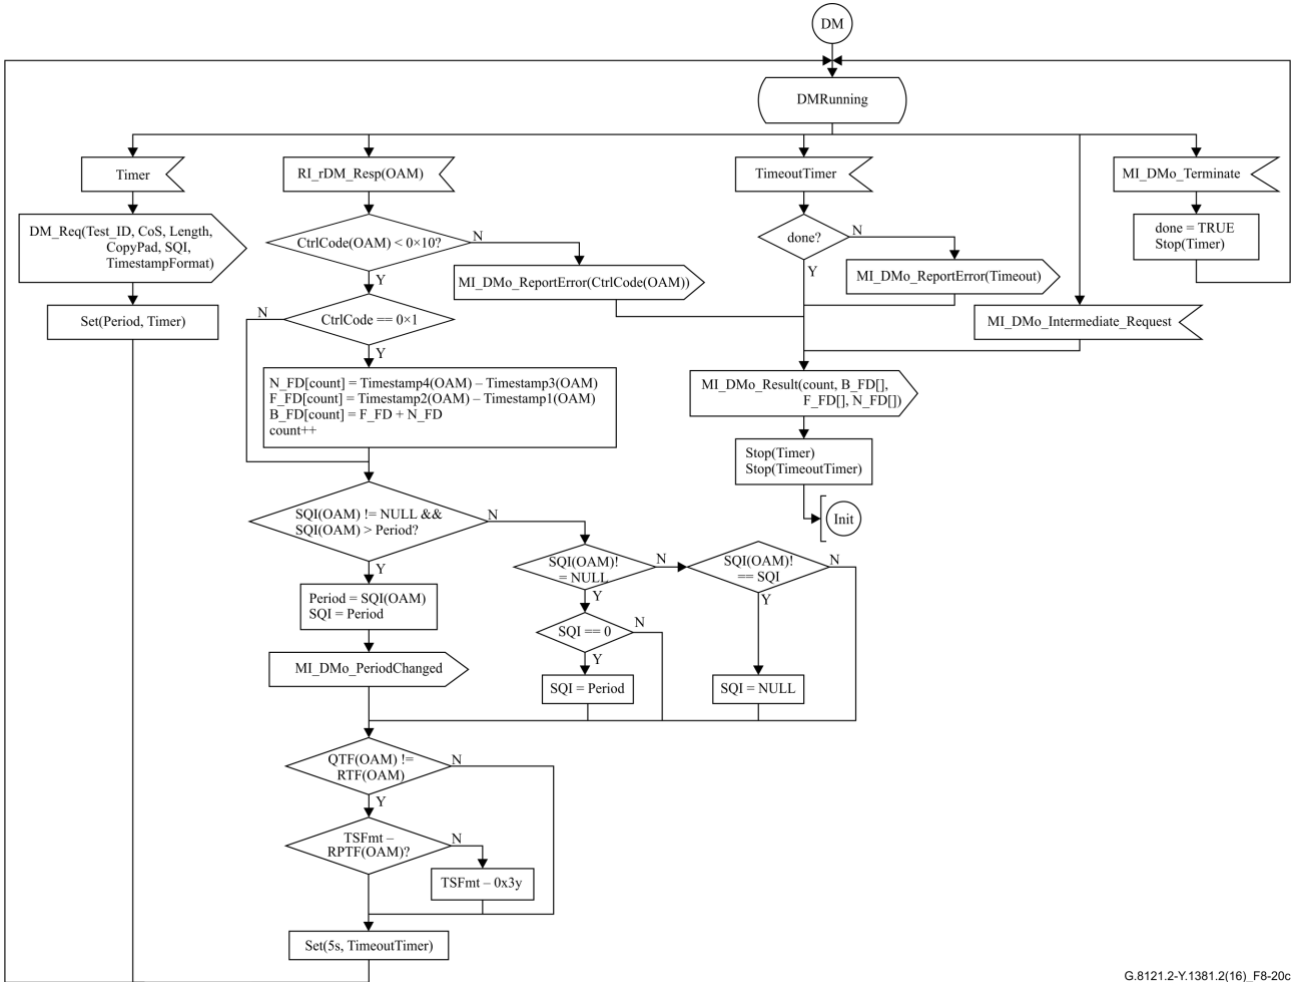 DM
DMRunning
Timer
RI_rDM_Resp(OAM)
TimeoutTimer
MI_DMo_Terminate
DM_Req(Test_ID, CoS, Length,
CopyPad, SQI,
TimestampFormat)
CtrlCode(OAM) < 0×10?
N
done?
N
done = TRUE
Stop(Timer)
Y
Y
MI_DMo_ReportError(CtrlCode(OAM))
MI_DMo_ReportError(Timeout)
Set(Period, Timer)
N
CtrlCode == 0×1
MI_DMo_Intermediate_Request
Y
N_FD[count] = Timestamp4(OAM) – Timestamp3(OAM)
F_FD[count] = Timestamp2(OAM) – Timestamp1(OAM)
B_FD[count] = F_FD + N_FD
count++
MI_DMo_Result(count, B_FD[],
F_FD[], N_FD[])
Stop(Timer)
Stop(TimeoutTimer)
SQI(OAM) != NULL &&
SQI(OAM) > Period?
N
Init
Y
SQI(OAM)!
= NULL
N
SQI(OAM)!
== SQI
N
Y
Y
Period = SQI(OAM)
SQI = Period
SQI == 0
N
Y
MI_DMo_PeriodChanged
SQI = Period
SQI = NULL
QTF(OAM) !=
RTF(OAM)
N
Y
TSFmt –
RPTF(OAM)?
N
TSFmt – 0x3y
Set(5s, TimeoutTimer)
G.8121.2-Y.1381.2(16)_F8-20c